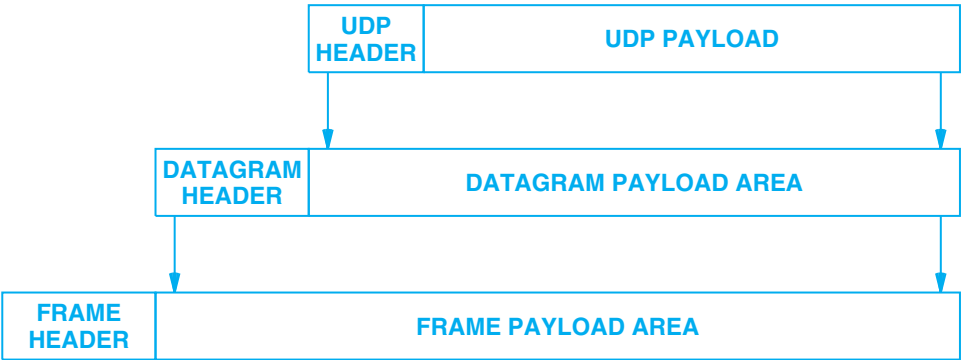 UDP
HEADER
UDP PAYLOAD
DATAGRAM
HEADER
DATAGRAM PAYLOAD AREA
FRAME
HEADER
FRAME PAYLOAD AREA